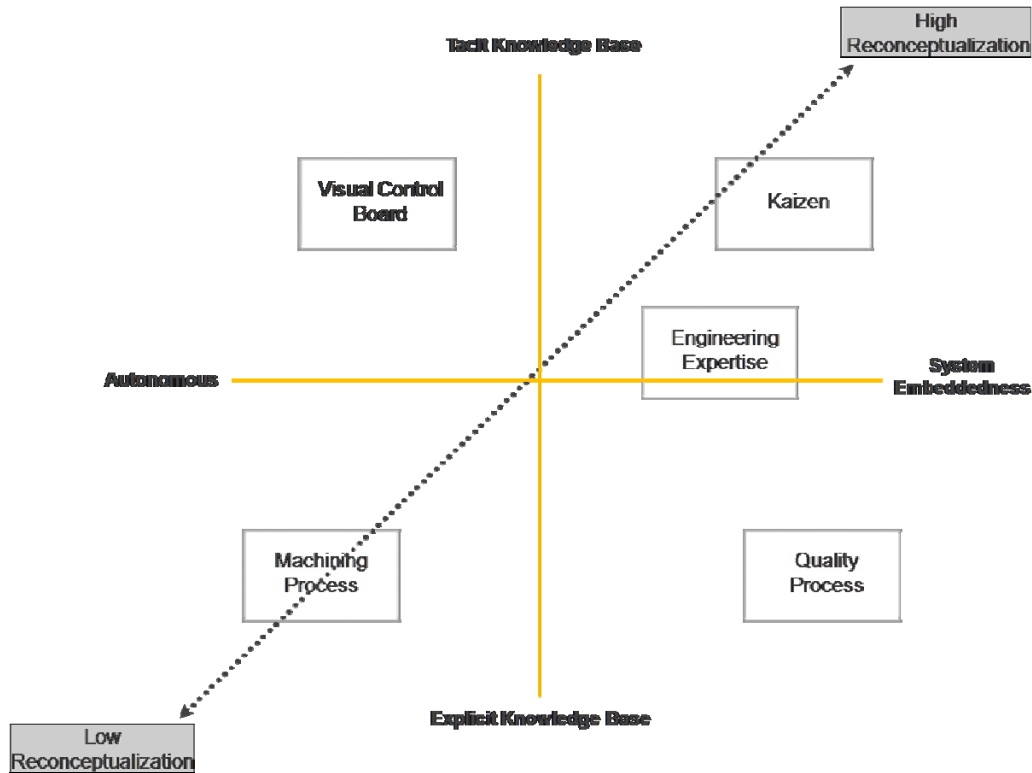 High
Reconceptualization
Tacit Knowledge Base
Visual Control
Board
Kaizen
Engineering
Expertise
Autonomous
System
Embeddedness
Machining
Process
Quality
Process
Explicit Knowledge Base
Low
Reconceptualization